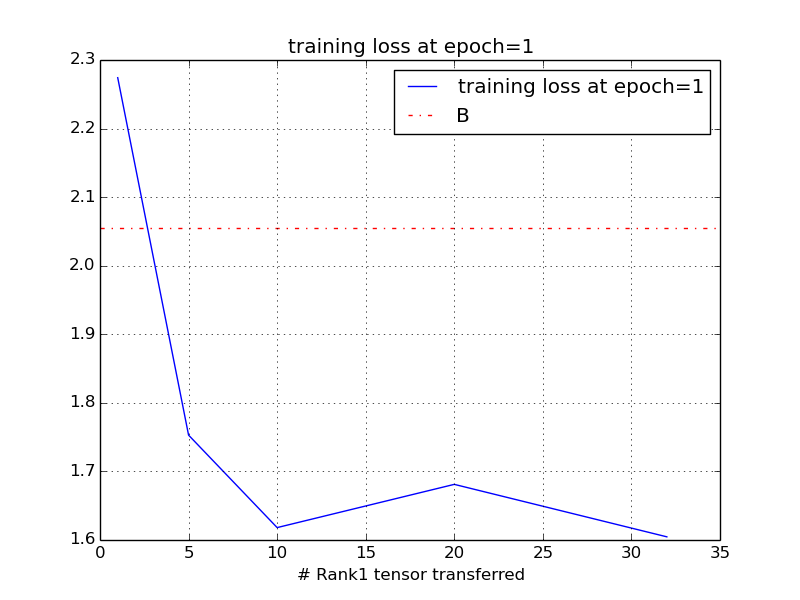 training loss at epoch=1
2.3
2.2
2.1
2.0
1.9
1.8
1.7
1.6
training loss at epoch=1
B
0 5 10 15 20 25 30 35
# Rank1 tensor transferred